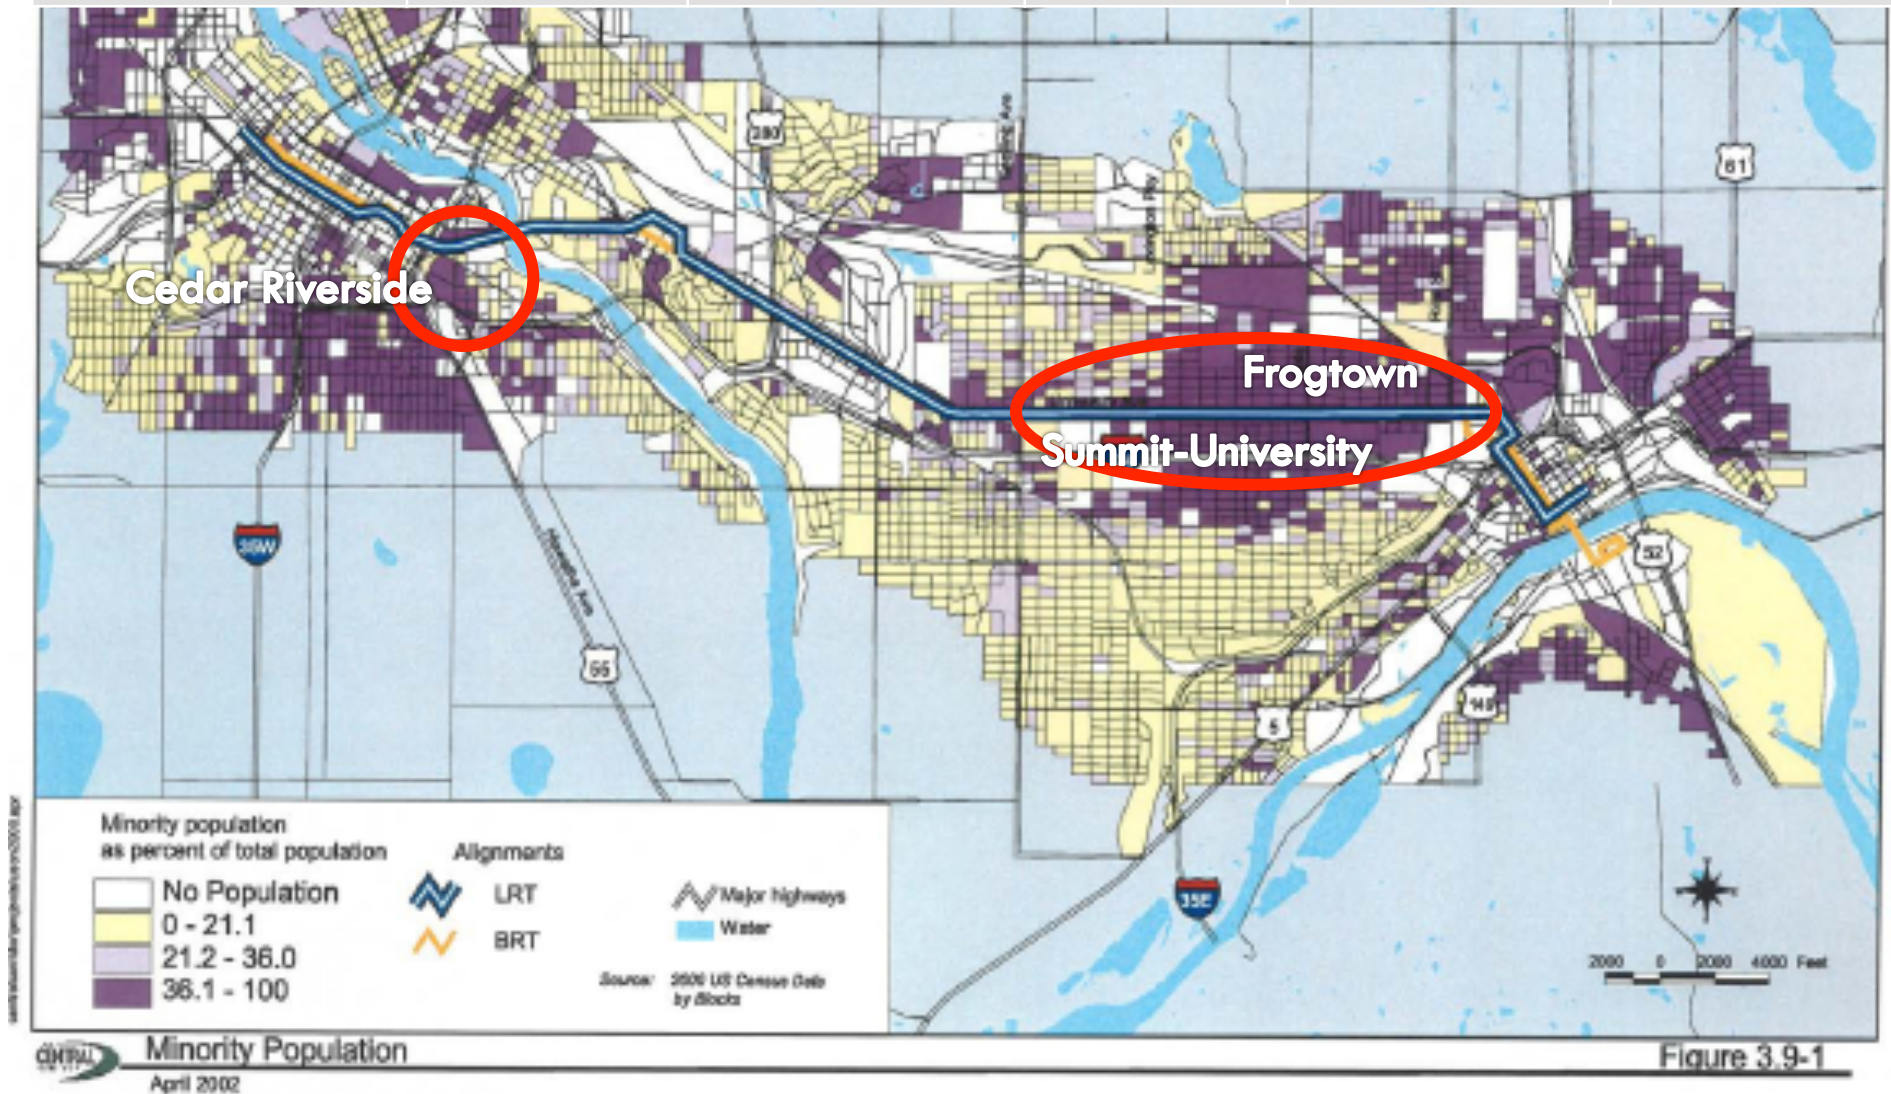 280
61
Cedar Riverside
Frogtown
Summit-University
35W
Hiawatha Ave
52
55
149
5
35E
Minority population
as percent of total population
No Population
0 - 21.1
21.2 - 36.0
36.1 - 100
Alignments
LRT
BRT
Major highways
Water
Source: 2000 US Census Data
by Blocks
2000 0 2000 4000 Feet
CENTRAL
Minority Population
Figure 3.9-1
April 2002